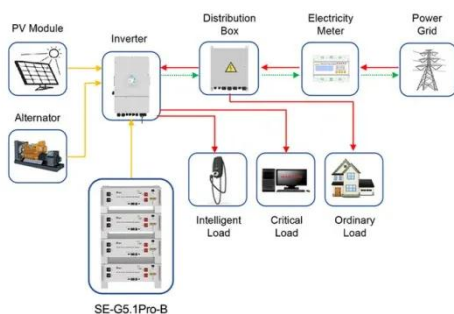 PV Module
Inverter
Distribution
Box
Electricity
Meter
Power
Grid
Alternator
Intelligent
Load
Critical
Load
Ordinary
Load
SE-G5.1Pro-B